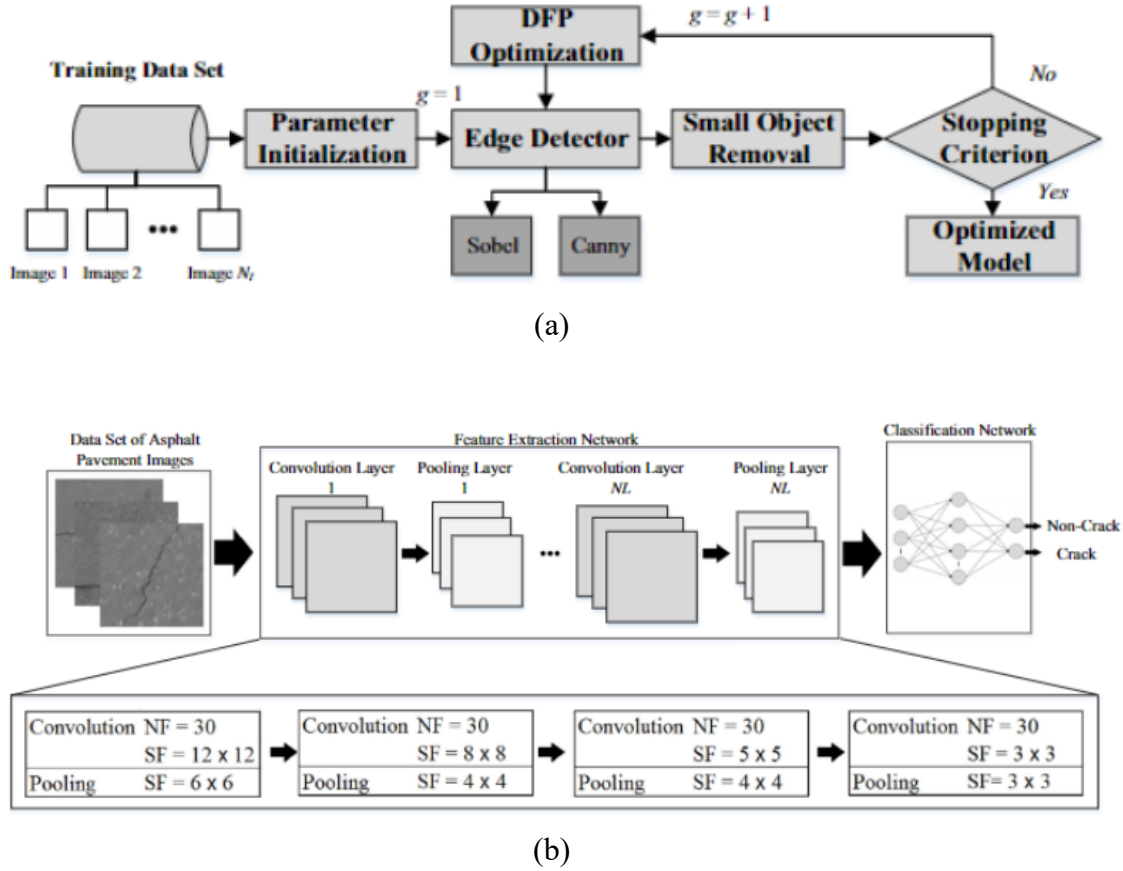 DFP
Optimization
g = g + 1
Training Data Set
No
g = 1
Parameter
Initialization
Edge Detector
Small Object
Removal
Stopping
Criterion
Yes
Sobel
Canny
Optimized
Model
Image 1 Image 2 ••• Image N_I
(a)
Data Set of Asphalt
Pavement Images
Feature Extraction Network
Classification Network
Convolution Layer
1
Pooling Layer
1
•••
Convolution Layer
NL
Pooling Layer
NL
Non-Crack
Crack
Convolution NF = 30
SF = 12 x 12
Pooling SF = 6 x 6
Convolution NF = 30
SF = 8 x 8
Pooling SF = 4 x 4
Convolution NF = 30
SF = 5 x 5
Pooling SF = 4 x 4
Convolution NF = 30
SF = 3 x 3
Pooling SF= 3 x 3
(b)